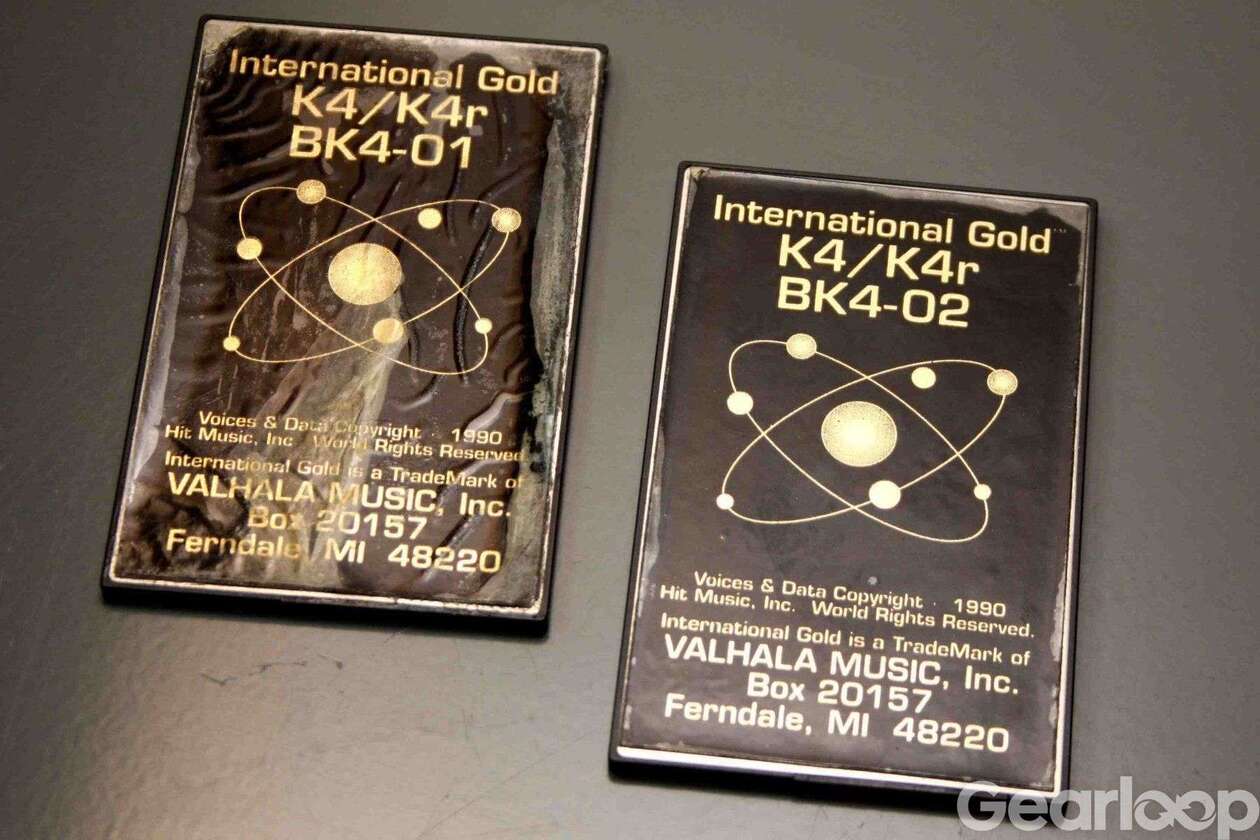 International Gold
K4/K4r
BK4-01
Voices & Data Copyright · 1990
Hit Music, Inc World Rights Reserved.
International Gold is a TradeMark of
VALHALA MUSIC, Inc.
Box 20157
Ferndale, MI 48220
International Gold™
K4/K4r
BK4-02
Voices & Data Copyright · 1990
Hit Music, Inc. World Rights Reserved.
International Gold is a TradeMark of
VALHALA MUSIC, Inc.
Box 20157
Ferndale, MI 48220
Gearloop